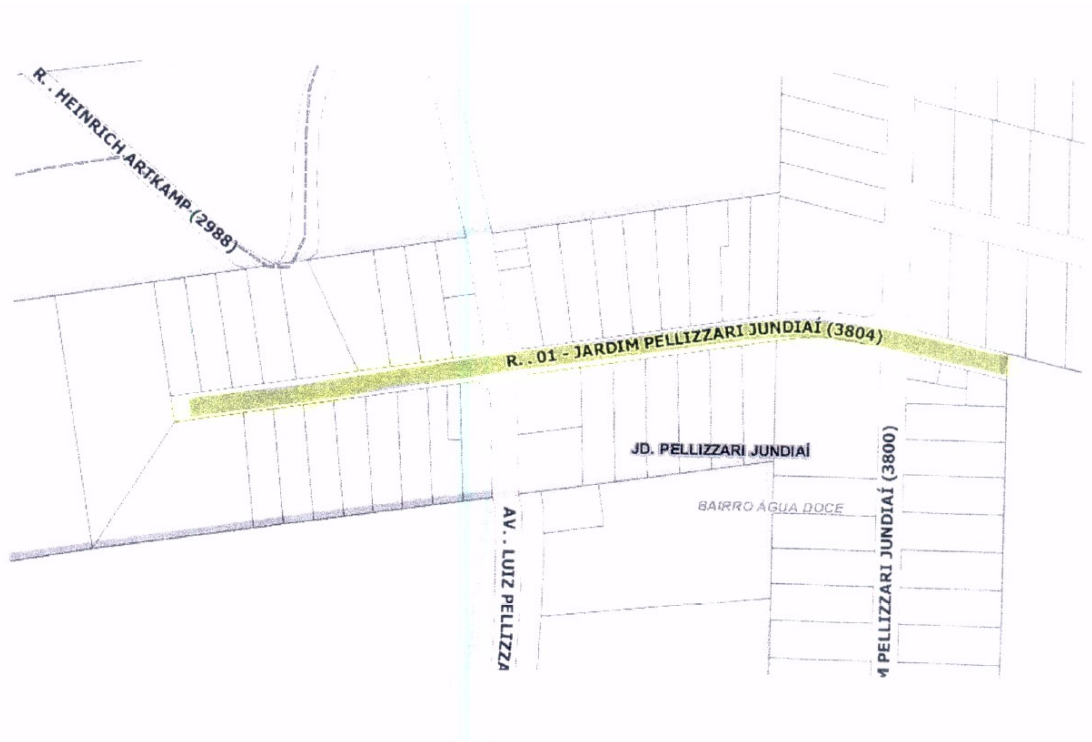 R. . HEINRICH ARTKAMP (2988)
R. . 01 - JARDIM PELLIZZARI JUNDIAÍ (3804)
JD. PELLIZZARI JUNDIAÍ
BAIRRO ÁGUA DOCE
AV. . LUIZ PELLIZZA
M PELLIZZARI JUNDIAÍ (3800)